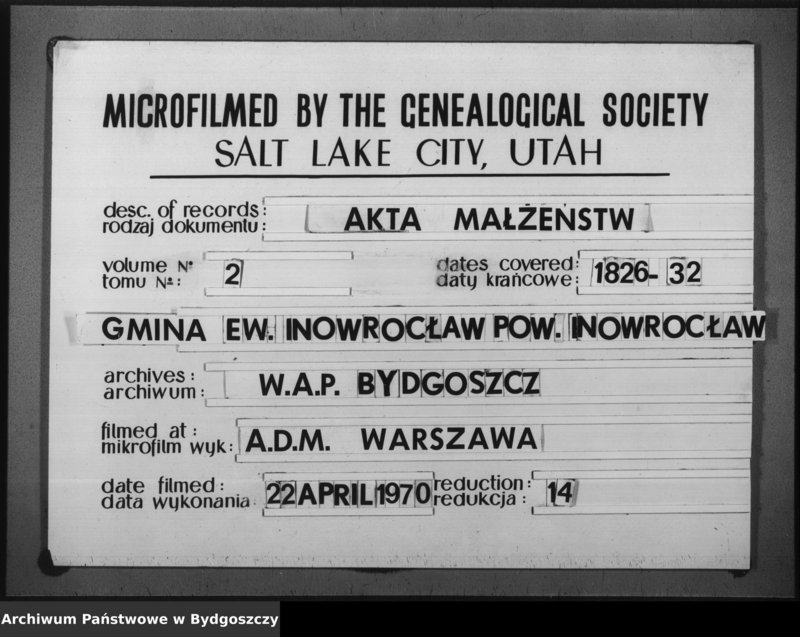 MICROFILMED BY THE GENEALOGICAL SOCIETY
SALT LAKE CITY, UTAH
desc. of records:
rodzaj dokumentu:
AKTA MAŁŻEŃSTW
volume №
tomu №:
2
dates covered:
daty krańcowe:
1826-32
GMINA EW. INOWROCŁAW POW. INOWROCŁAW
archives:
archiwum:
W.A.P. BYDGOSZCZ
filmed at:
mikrofilm wyk:
A.D.M. WARSZAWA
date filmed:
data wykonania:
22 APRIL 1970
reduction:
redukcja:
14
Archiwum Państwowe w Bydgoszczy